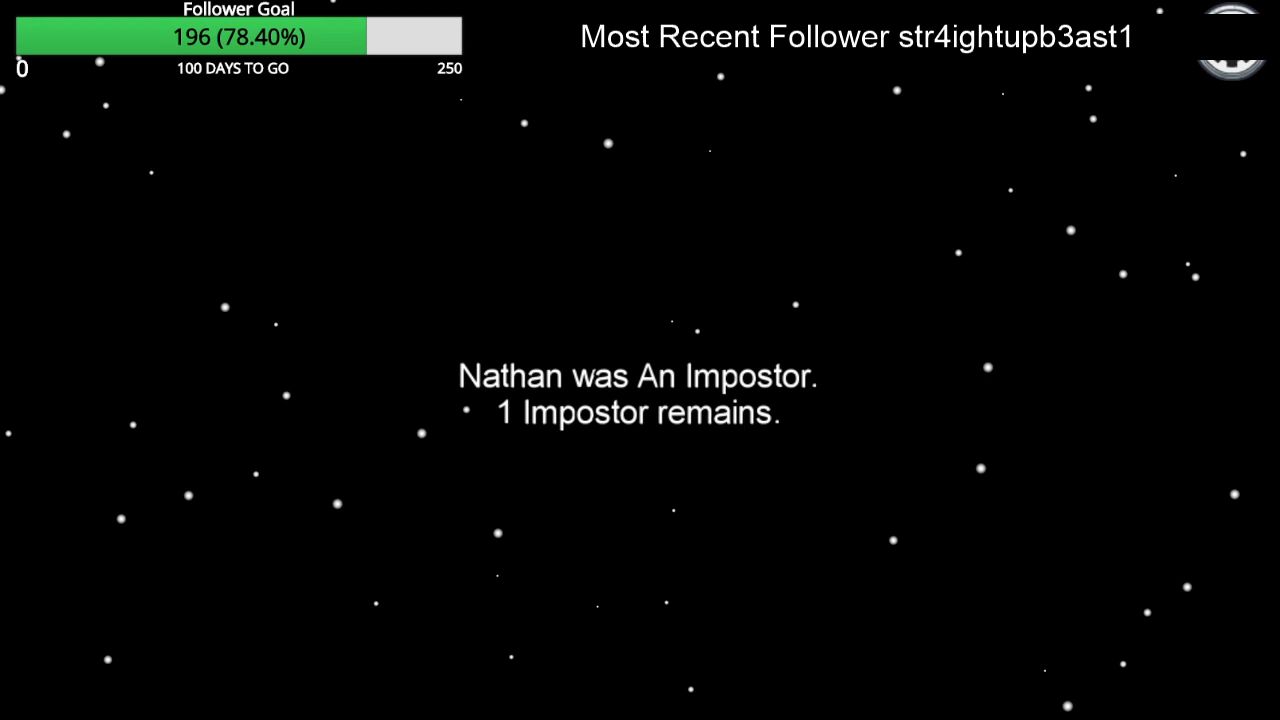 Follower Goal
196 (78.40%)
0
100 DAYS TO GO
250
Most Recent Follower str4ightupb3ast1
Nathan was An Impostor.
1 Impostor remains.